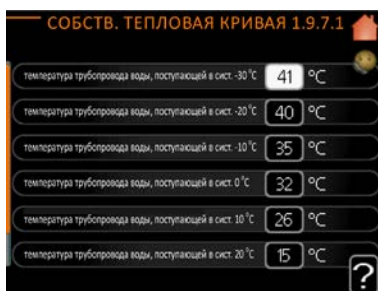 СОБСТВ. ТЕПЛОВАЯ КРИВАЯ 1.9.7.1
температура трубопровода воды, поступающей в сист. -30 °C 41 °C
температура трубопровода воды, поступающей в сист. -20 °C 40 °C
температура трубопровода воды, поступающей в сист. -10 °C 35 °C
температура трубопровода воды, поступающей в сист. 0 °C 32 °C
температура трубопровода воды, поступающей в сист. 10 °C 26 °C
температура трубопровода воды, поступающей в сист. 20 °C 15 °C
?